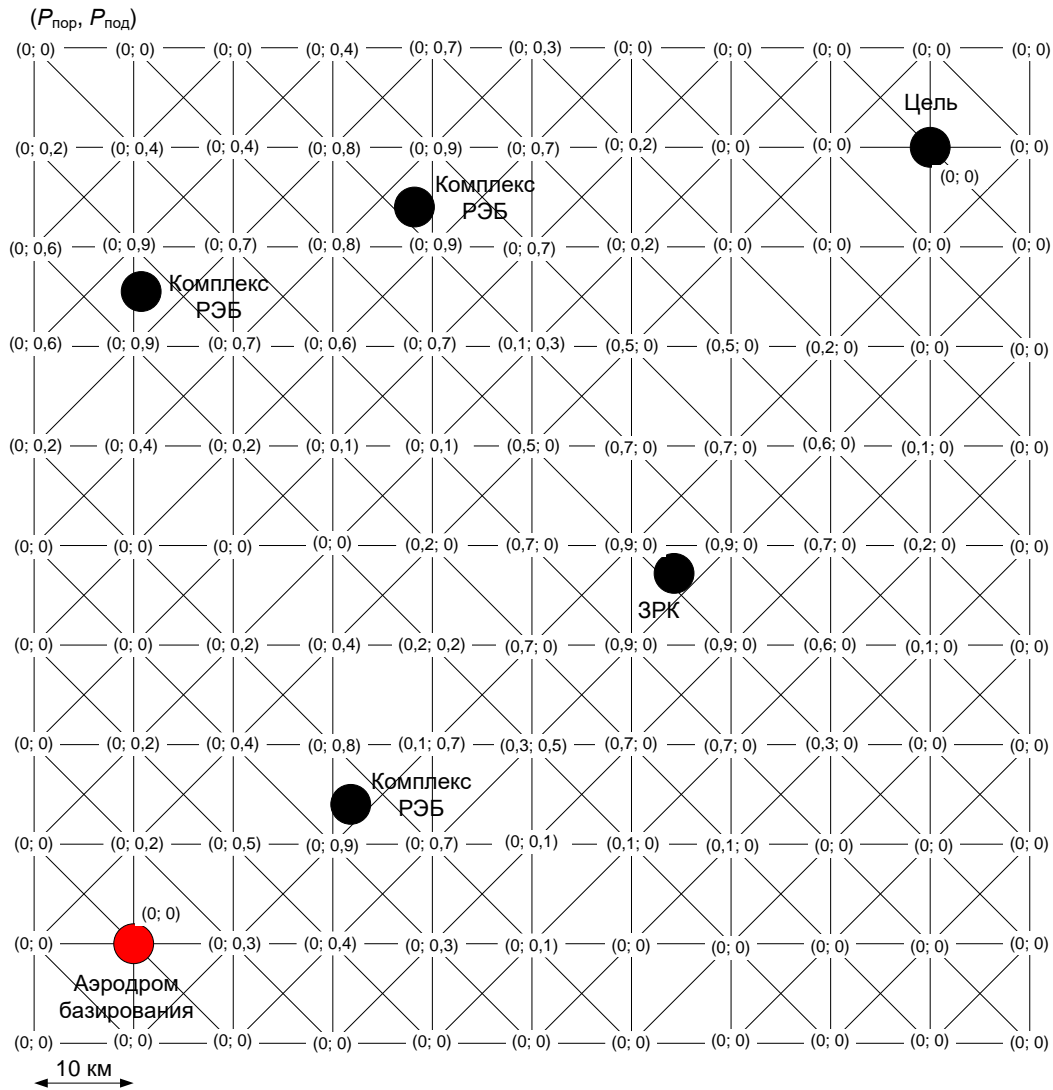 (Pпор, Pпод)
(0; 0) (0; 0) (0; 0) (0; 0,4) (0; 0,7) (0; 0,3) (0; 0) (0; 0) (0; 0) (0; 0) (0; 0)
Цель
(0; 0,2) (0; 0,4) (0; 0,4) (0; 0,8) (0; 0,9) (0; 0,7) (0; 0,2) (0; 0) (0; 0) (0; 0)
(0; 0)
Комплекс
РЭБ
(0; 0,6) (0; 0,9) (0; 0,7) (0; 0,8) (0; 0,9) (0; 0,7) (0; 0,2) (0; 0) (0; 0) (0; 0) (0; 0)
Комплекс
РЭБ
(0; 0,6) (0; 0,9) (0; 0,7) (0; 0,6) (0; 0,7) (0,1; 0,3) (0,5; 0) (0,5; 0) (0,2; 0) (0; 0) (0; 0)
(0; 0,2) (0; 0,4) (0; 0,2) (0; 0,1) (0; 0,1) (0,5; 0) (0,7; 0) (0,7; 0) (0,6; 0) (0,1; 0) (0; 0)
(0; 0) (0; 0) (0; 0) (0; 0) (0,2; 0) (0,7; 0) (0,9; 0) (0,9; 0) (0,7; 0) (0,2; 0) (0; 0)
ЗРК
(0; 0) (0; 0) (0; 0,2) (0; 0,4) (0,2; 0,2) (0,7; 0) (0,9; 0) (0,9; 0) (0,6; 0) (0,1; 0) (0; 0)
(0; 0) (0; 0,2) (0; 0,4) (0; 0,8) (0,1; 0,7) (0,3; 0,5) (0,7; 0) (0,7; 0) (0,3; 0) (0; 0) (0; 0)
Комплекс
РЭБ
(0; 0) (0; 0,2) (0; 0,5) (0; 0,9) (0; 0,7) (0; 0,1) (0,1; 0) (0,1; 0) (0; 0) (0; 0) (0; 0)
(0; 0)
(0; 0) (0; 0,3) (0; 0,4) (0; 0,3) (0; 0,1) (0; 0) (0; 0) (0; 0) (0; 0) (0; 0)
Аэродром
базирования
(0; 0) (0; 0) (0; 0) (0; 0) (0; 0) (0; 0) (0; 0) (0; 0) (0; 0) (0; 0) (0; 0)
10 км